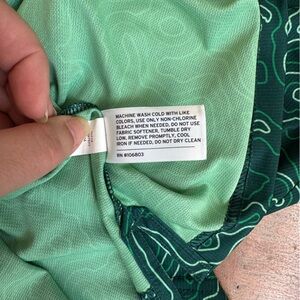 MACHINE WASH COLD WITH LIKE
COLORS, USE ONLY NON-CHLORINE
BLEACH WHEN NEEDED, DO NOT USE
FABRIC SOFTENER, TUMBLE DRY
LOW, REMOVE PROMPTLY, COOL
IRON IF NEEDED, DO NOT DRY CLEAN
RN #106803